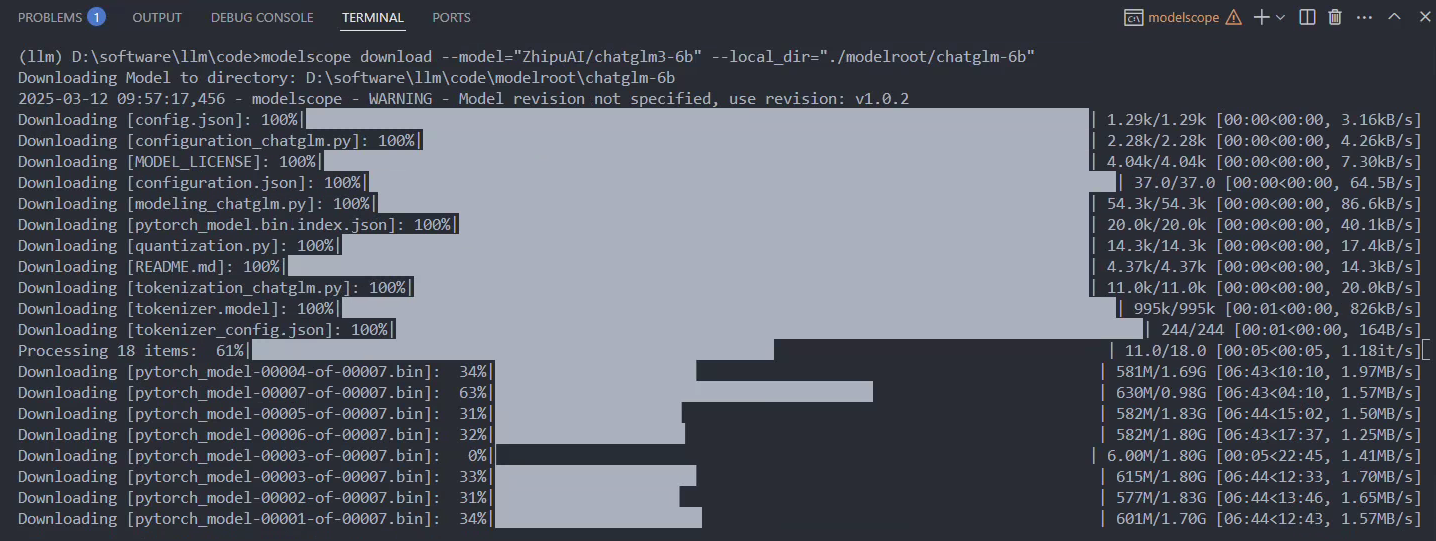 PROBLEMS 1 OUTPUT DEBUG CONSOLE TERMINAL PORTS modelscope
(llm) D:\software\llm\code>modelscope download --model="ZhipuAI/chatglm3-6b" --local_dir="./modelroot/chatglm-6b"
Downloading Model to directory: D:\software\llm\code\modelroot\chatglm-6b
2025-03-12 09:57:17,456 - modelscope - WARNING - Model revision not specified, use revision: v1.0.2
Downloading [config.json]: 100%| | 1.29k/1.29k [00:00<00:00, 3.16kB/s]
Downloading [configuration_chatglm.py]: 100%| | 2.28k/2.28k [00:00<00:00, 4.26kB/s]
Downloading [MODEL_LICENSE]: 100%| | 4.04k/4.04k [00:00<00:00, 7.30kB/s]
Downloading [configuration.json]: 100%| | 37.0/37.0 [00:00<00:00, 64.5B/s]
Downloading [modeling_chatglm.py]: 100%| | 54.3k/54.3k [00:00<00:00, 86.6kB/s]
Downloading [pytorch_model.bin.index.json]: 100%| | 20.0k/20.0k [00:00<00:00, 40.1kB/s]
Downloading [quantization.py]: 100%| | 14.3k/14.3k [00:00<00:00, 17.4kB/s]
Downloading [README.md]: 100%| | 4.37k/4.37k [00:00<00:00, 14.3kB/s]
Downloading [tokenization_chatglm.py]: 100%| | 11.0k/11.0k [00:00<00:00, 20.0kB/s]
Downloading [tokenizer.model]: 100%| | 995k/995k [00:01<00:00, 826kB/s]
Downloading [tokenizer_config.json]: 100%| | 244/244 [00:01<00:00, 164B/s]
Processing 18 items: 61%| | 11.0/18.0 [00:05<00:05, 1.18it/s]
Downloading [pytorch_model-00004-of-00007.bin]: 34%| | 581M/1.69G [06:43<10:10, 1.97MB/s]
Downloading [pytorch_model-00007-of-00007.bin]: 63%| | 630M/0.98G [06:43<04:10, 1.57MB/s]
Downloading [pytorch_model-00005-of-00007.bin]: 31%| | 582M/1.83G [06:44<15:02, 1.50MB/s]
Downloading [pytorch_model-00006-of-00007.bin]: 32%| | 582M/1.80G [06:43<17:37, 1.25MB/s]
Downloading [pytorch_model-00003-of-00007.bin]: 0%| | 6.00M/1.80G [00:05<22:45, 1.41MB/s]
Downloading [pytorch_model-00003-of-00007.bin]: 33%| | 615M/1.80G [06:44<12:33, 1.70MB/s]
Downloading [pytorch_model-00002-of-00007.bin]: 31%| | 577M/1.83G [06:44<13:46, 1.65MB/s]
Downloading [pytorch_model-00001-of-00007.bin]: 34%| | 601M/1.70G [06:44<12:43, 1.57MB/s]